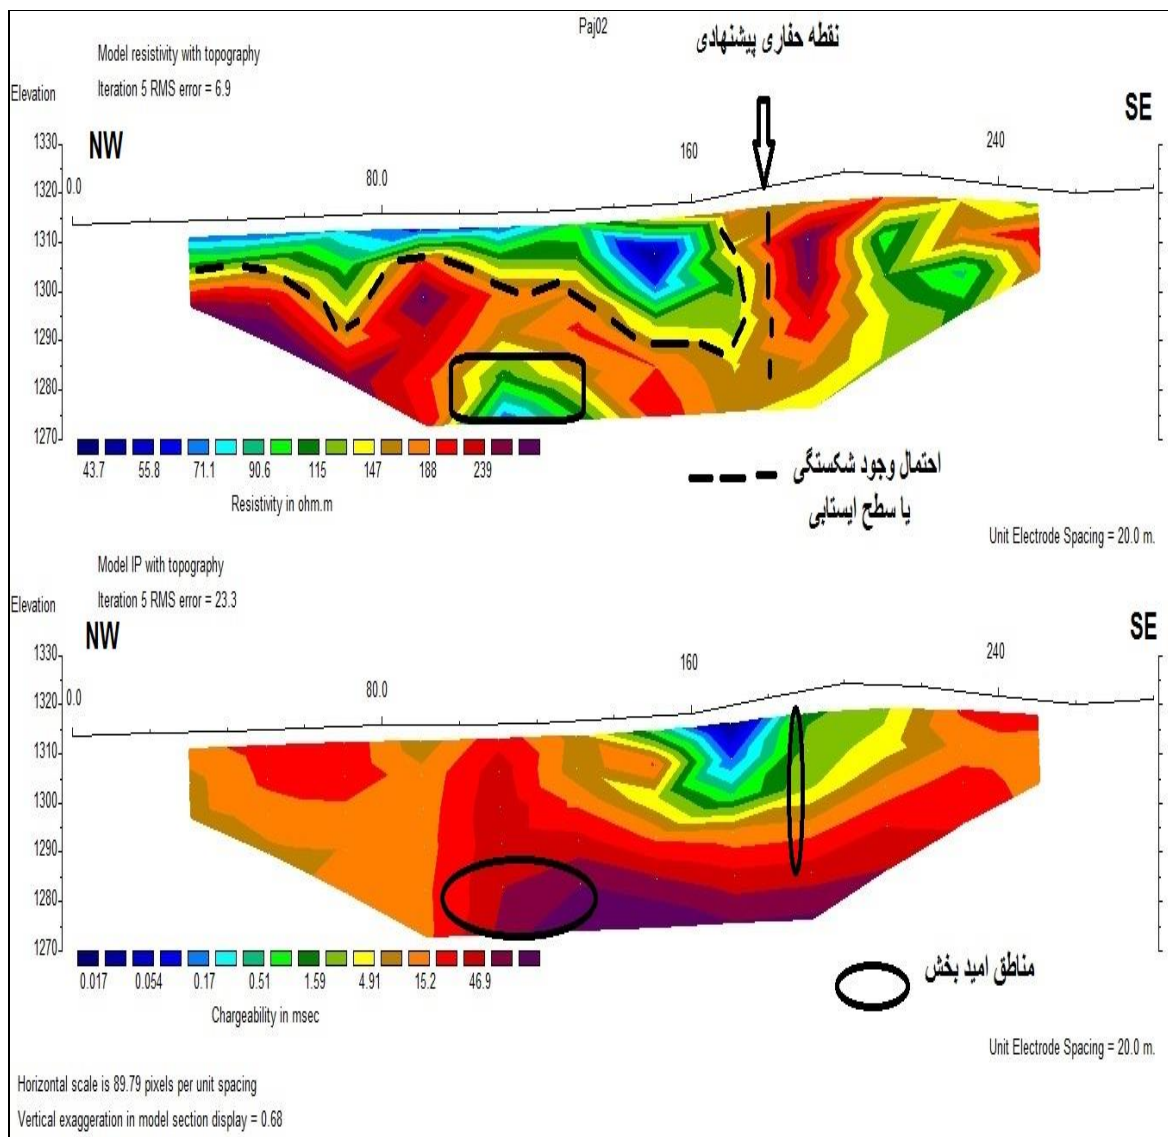 Paj02
نقطه حفاری پیشنهادی
Model resistivity with topography
Iteration 5 RMS error = 6.9
Elevation
NW
SE
0.0
80.0
160
240
1330
1320
1310
1300
1290
1280
1270
43.7 55.8 71.1 90.6 115 147 188 239
Resistivity in ohm.m
احتمال وجود شکستگی
یا سطح ایستابی
Unit Electrode Spacing = 20.0 m.
Model IP with topography
Iteration 5 RMS error = 23.3
Elevation
NW
SE
0.0
80.0
160
240
1330
1320
1310
1300
1290
1280
1270
0.017 0.054 0.17 0.51 1.59 4.91 15.2 46.9
Chargeability in msec
مناطق امید بخش
Unit Electrode Spacing = 20.0 m.
Horizontal scale is 89.79 pixels per unit spacing
Vertical exaggeration in model section display = 0.68